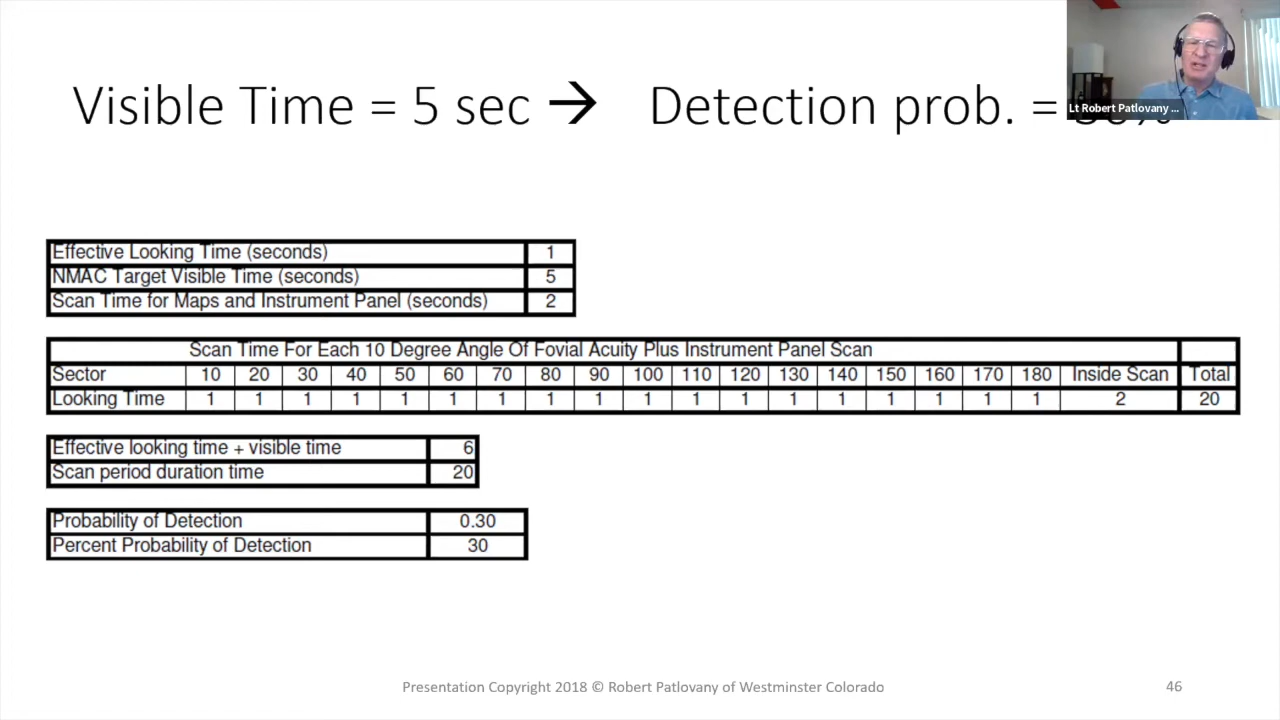 Visible Time = 5 sec → Detection prob. =
Lt Robert Patlovany ...
Effective Looking Time (seconds) 1
NMAC Target Visible Time (seconds) 5
Scan Time for Maps and Instrument Panel (seconds) 2
Scan Time For Each 10 Degree Angle Of Fovial Acuity Plus Instrument Panel Scan
Sector 10 20 30 40 50 60 70 80 90 100 110 120 130 140 150 160 170 180 Inside Scan Total
Looking Time 1 1 1 1 1 1 1 1 1 1 1 1 1 1 1 1 1 1 2 20
Effective looking time + visible time 6
Scan period duration time 20
Probability of Detection 0.30
Percent Probability of Detection 30
Presentation Copyright 2018 © Robert Patlovany of Westminster Colorado 46